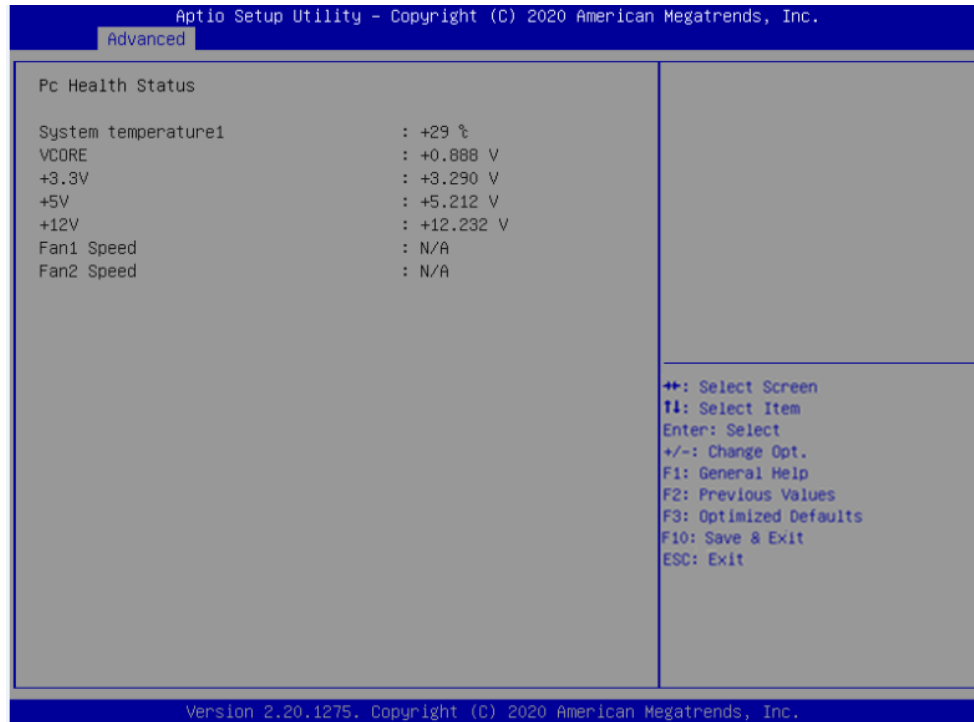 Aptio Setup Utility – Copyright (C) 2020 American Megatrends, Inc.
Advanced
Pc Health Status
System temperature1 : +29 ℃
VCORE : +0.888 V
+3.3V : +3.290 V
+5V : +5.212 V
+12V : +12.232 V
Fan1 Speed : N/A
Fan2 Speed : N/A
→←: Select Screen
↑↓: Select Item
Enter: Select
+/-: Change Opt.
F1: General Help
F2: Previous Values
F3: Optimized Defaults
F10: Save & Exit
ESC: Exit
Version 2.20.1275. Copyright (C) 2020 American Megatrends, Inc.